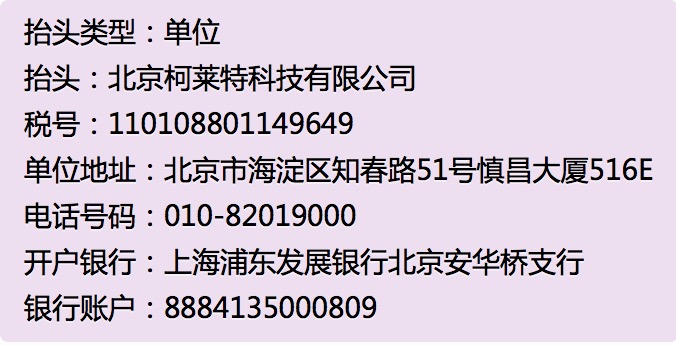 抬头类型：单位
抬头：北京柯莱特科技有限公司
税号：110108801149649
单位地址：北京市海淀区知春路51号慎昌大厦516E
电话号码：010-82019000
开户银行：上海浦东发展银行北京安华桥支行
银行账户：8884135000809